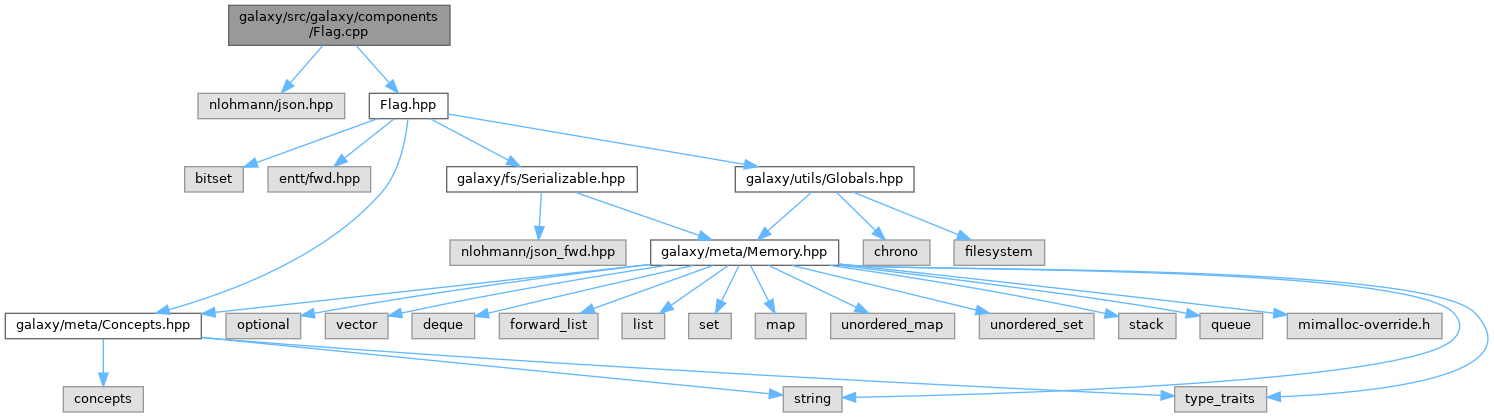 galaxy/src/galaxy/components
/Flag.cpp
nlohmann/json.hpp
Flag.hpp
bitset
entt/fwd.hpp
galaxy/fs/Serializable.hpp
galaxy/utils/Globals.hpp
nlohmann/json_fwd.hpp
galaxy/meta/Memory.hpp
chrono
filesystem
galaxy/meta/Concepts.hpp
optional
vector
deque
forward_list
list
set
map
unordered_map
unordered_set
stack
queue
mimalloc-override.h
concepts
string
type_traits